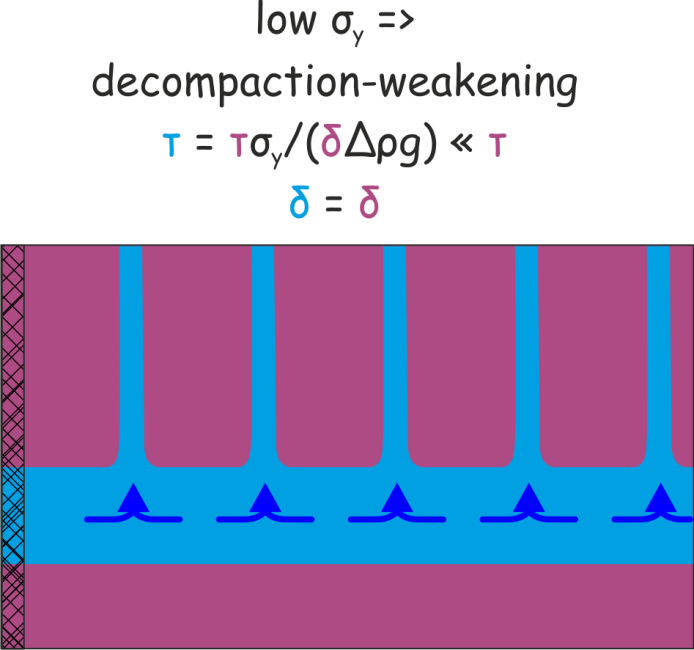 low σy =>
decompaction-weakening
τ = τσy/(δΔρg) « τ
δ = δ